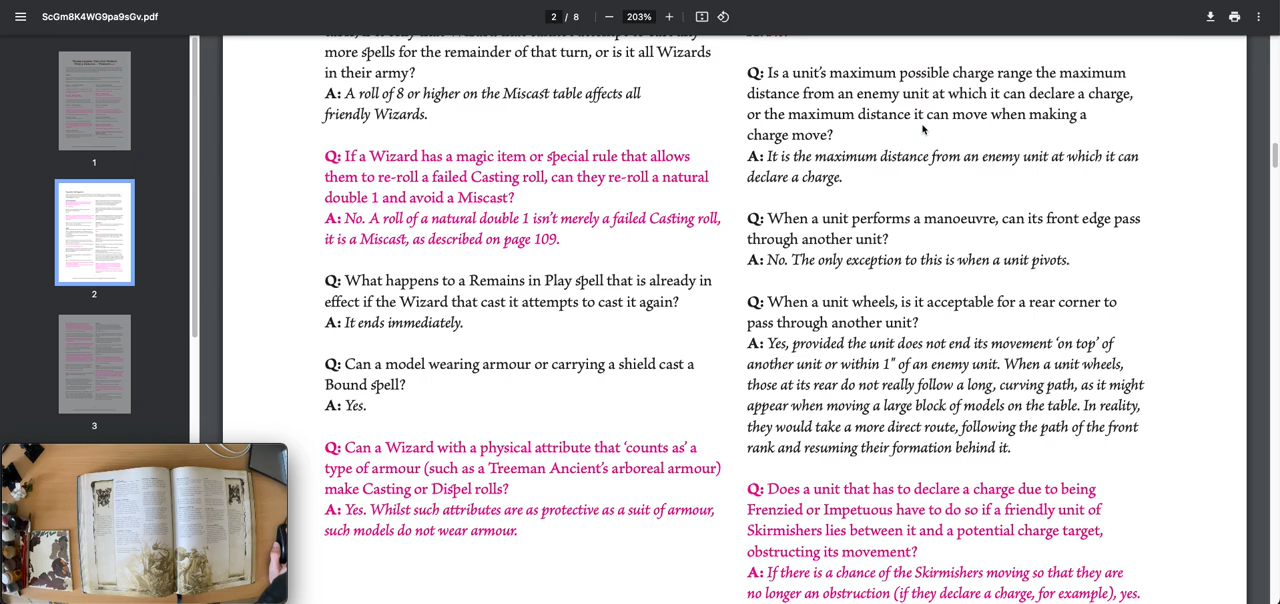 ScGm8K4WG9pa9sGv.pdf
2 / 8
203%
1
2
3
more spells for the remainder of that turn, or is it all Wizards
in their army?
A: A roll of 8 or higher on the Miscast table affects all
friendly Wizards.
Q: If a Wizard has a magic item or special rule that allows
them to re-roll a failed Casting roll, can they re-roll a natural
double 1 and avoid a Miscast?
A: No. A roll of a natural double 1 isn't merely a failed Casting roll,
it is a Miscast, as described on page 109.
Q: What happens to a Remains in Play spell that is already in
effect if the Wizard that cast it attempts to cast it again?
A: It ends immediately.
Q: Can a model wearing armour or carrying a shield cast a
Bound spell?
A: Yes.
Q: Can a Wizard with a physical attribute that 'counts as' a
type of armour (such as a Treeman Ancient's arboreal armour)
make Casting or Dispel rolls?
A: Yes. Whilst such attributes are as protective as a suit of armour,
such models do not wear armour.
Q: Is a unit's maximum possible charge range the maximum
distance from an enemy unit at which it can declare a charge,
or the maximum distance it can move when making a
charge move?
A: It is the maximum distance from an enemy unit at which it can
declare a charge.
Q: When a unit performs a manoeuvre, can its front edge pass
through another unit?
A: No. The only exception to this is when a unit pivots.
Q: When a unit wheels, is it acceptable for a rear corner to
pass through another unit?
A: Yes, provided the unit does not end its movement 'on top' of
another unit or within 1" of an enemy unit. When a unit wheels,
those at its rear do not really follow a long, curving path, as it might
appear when moving a large block of models on the table. In reality,
they would take a more direct route, following the path of the front
rank and resuming their formation behind it.
Q: Does a unit that has to declare a charge due to being
Frenzied or Impetuous have to do so if a friendly unit of
Skirmishers lies between it and a potential charge target,
obstructing its movement?
A: If there is a chance of the Skirmishers moving so that they are
no longer an obstruction (if they declare a charge, for example), yes.